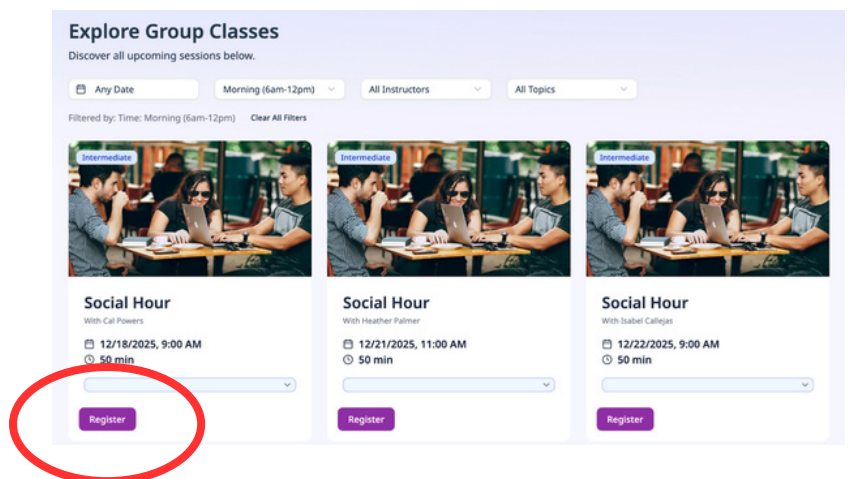 Explore Group Classes
Discover all upcoming sessions below.
Any Date Morning (6am-12pm) All Instructors All Topics
Filtered by: Time: Morning (6am-12pm) Clear All Filters
Intermediate Intermediate Intermediate
Social Hour Social Hour Social Hour
With Cal Powers With Heather Palmer With Isabel Callejas
12/18/2025, 9:00 AM 12/21/2025, 11:00 AM 12/22/2025, 9:00 AM
50 min 50 min 50 min
Register Register Register